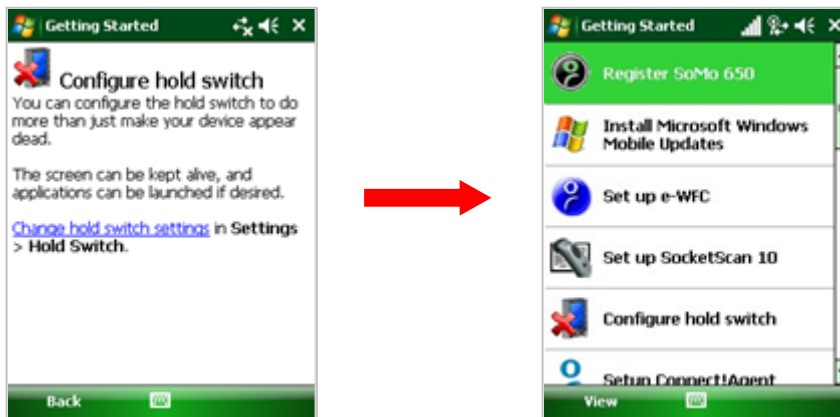 Getting Started
Configure hold switch
You can configure the hold switch to do
more than just make your device appear
dead.
The screen can be kept alive, and
applications can be launched if desired.
Change hold switch settings in Settings
> Hold Switch.
Back
Getting Started
Register SoMo 650
Install Microsoft Windows
Mobile Updates
Set up e-WFC
Set up SocketScan 10
Configure hold switch
Setup Connect!Agent
View